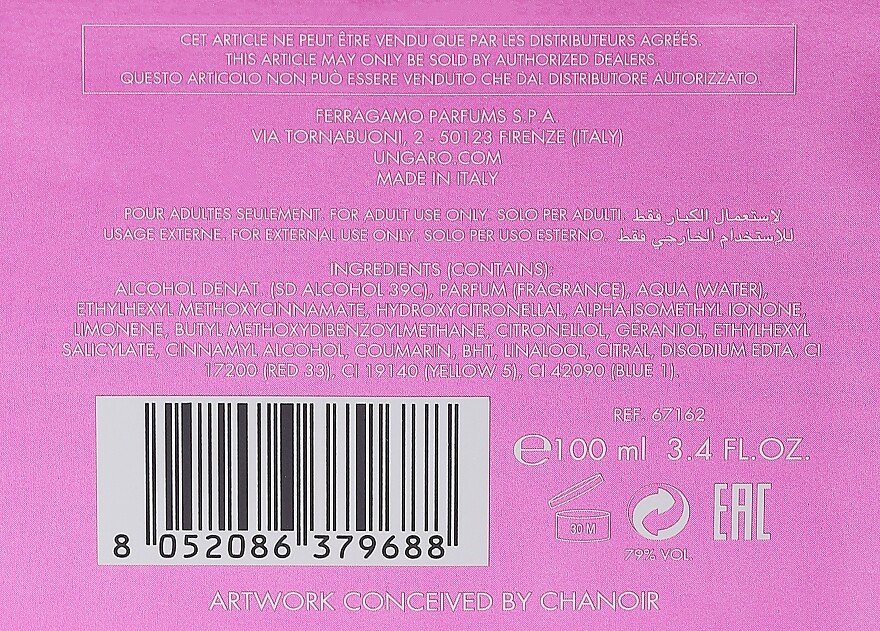 CET ARTICLE NE PEUT ÊTRE VENDU QUE PAR LES DISTRIBUTEURS AGRÉÉS.
THIS ARTICLE MAY ONLY BE SOLD BY AUTHORIZED DEALERS.
QUESTO ARTICOLO NON PUÒ ESSERE VENDUTO CHE DAL DISTRIBUTORE AUTORIZZATO.
FERRAGAMO PARFUMS S.P.A.
VIA TORNABUONI, 2 - 50123 FIRENZE (ITALY)
UNGARO.COM
MADE IN ITALY
POUR ADULTES SEULEMENT. FOR ADULT USE ONLY. SOLO PER ADULTI. لاستعمال الكبار فقط
USAGE EXTERNE. FOR EXTERNAL USE ONLY. SOLO PER USO ESTERNO. للإستخدام الخارجي فقط
INGREDIENTS (CONTAINS):
ALCOHOL DENAT. (SD ALCOHOL 39C), PARFUM (FRAGRANCE), AQUA (WATER),
ETHYLHEXYL METHOXYCINNAMATE, HYDROXYCITRONELLAL, ALPHA-ISOMETHYL IONONE,
LIMONENE, BUTYL METHOXYDIBENZOYLMETHANE, CITRONELLOL, GERANIOL, ETHYLHEXYL
SALICYLATE, CINNAMYL ALCOHOL, COUMARIN, BHT, LINALOOL, CITRAL, DISODIUM EDTA, CI
17200 (RED 33), CI 19140 (YELLOW 5), CI 42090 (BLUE 1).
REF. 67162
℮100 ml 3.4 FL.OZ.
30 M
EAC
79% VOL.
8 052086 379688
ARTWORK CONCEIVED BY CHANOIR